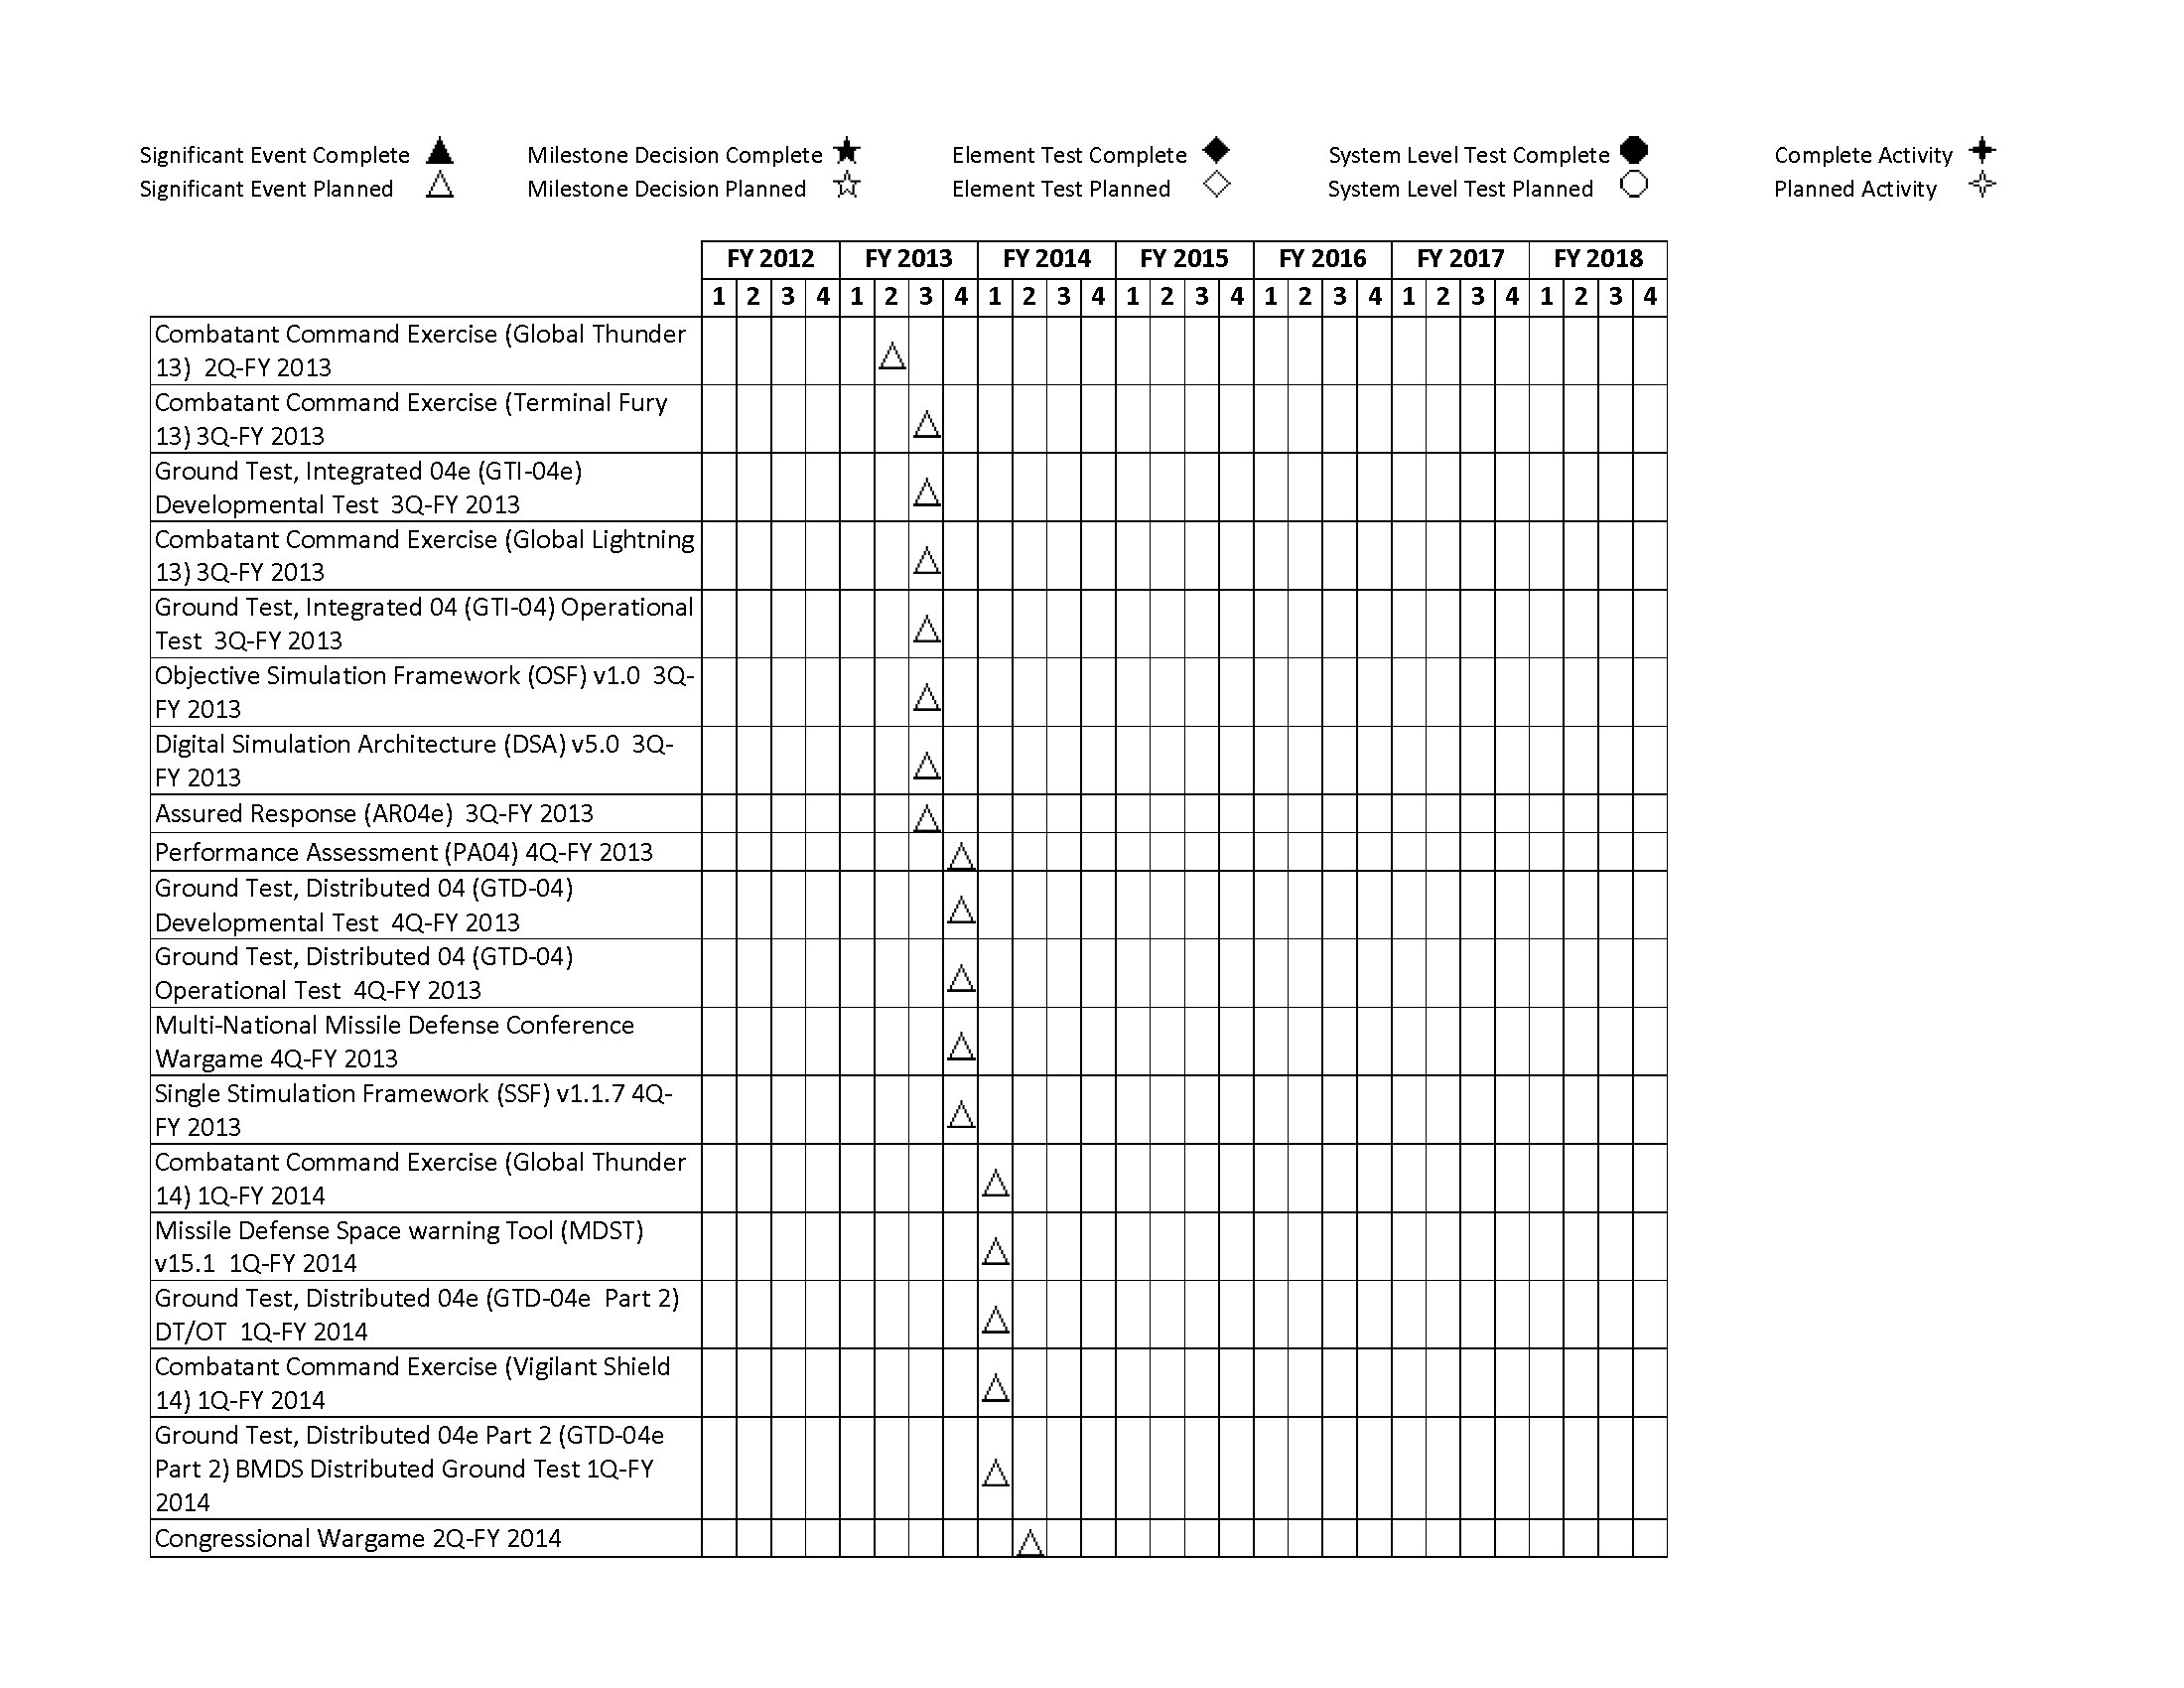 Significant Event Complete Milestone Decision Complete Element Test Complete System Level Test Complete Complete Activity
Significant Event Planned Milestone Decision Planned Element Test Planned System Level Test Planned Planned Activity
FY 2012 FY 2013 FY 2014 FY 2015 FY 2016 FY 2017 FY 2018
1 2 3 4 1 2 3 4 1 2 3 4 1 2 3 4 1 2 3 4 1 2 3 4 1 2 3 4
Combatant Command Exercise (Global Thunder
13)  2Q-FY 2013
Combatant Command Exercise (Terminal Fury
13) 3Q-FY 2013
Ground Test, Integrated 04e (GTI-04e)
Developmental Test  3Q-FY 2013
Combatant Command Exercise (Global Lightning
13) 3Q-FY 2013
Ground Test, Integrated 04 (GTI-04) Operational
Test  3Q-FY 2013
Objective Simulation Framework (OSF) v1.0  3Q-
FY 2013
Digital Simulation Architecture (DSA) v5.0  3Q-
FY 2013
Assured Response (AR04e)  3Q-FY 2013
Performance Assessment (PA04) 4Q-FY 2013
Ground Test, Distributed 04 (GTD-04)
Developmental Test  4Q-FY 2013
Ground Test, Distributed 04 (GTD-04)
Operational Test  4Q-FY 2013
Multi-National Missile Defense Conference
Wargame 4Q-FY 2013
Single Stimulation Framework (SSF) v1.1.7 4Q-
FY 2013
Combatant Command Exercise (Global Thunder
14) 1Q-FY 2014
Missile Defense Space warning Tool (MDST)
v15.1  1Q-FY 2014
Ground Test, Distributed 04e (GTD-04e  Part 2)
DT/OT  1Q-FY 2014
Combatant Command Exercise (Vigilant Shield
14) 1Q-FY 2014
Ground Test, Distributed 04e Part 2 (GTD-04e
Part 2) BMDS Distributed Ground Test 1Q-FY
2014
Congressional Wargame 2Q-FY 2014